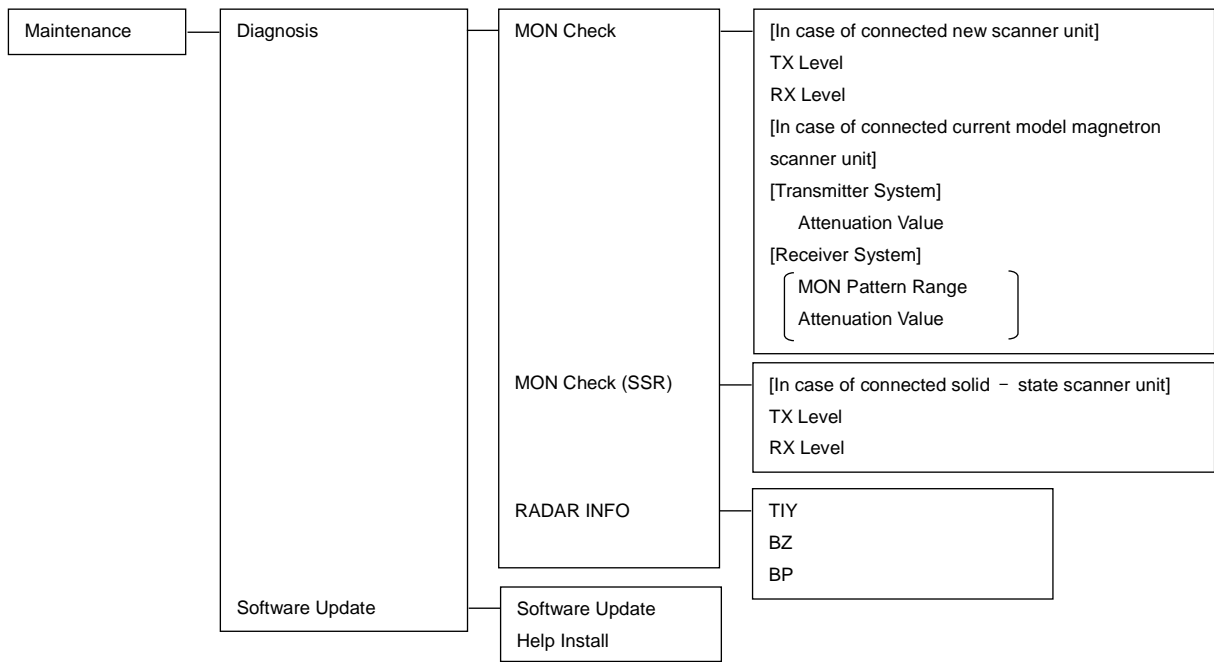 Maintenance
Diagnosis
MON Check
[In case of connected new scanner unit]
TX Level
RX Level
[In case of connected current model magnetron
scanner unit]
[Transmitter System]
Attenuation Value
[Receiver System]
MON Pattern Range
Attenuation Value
MON Check (SSR)
[In case of connected solid – state scanner unit]
TX Level
RX Level
RADAR INFO
TIY
BZ
BP
Software Update
Software Update
Help Install